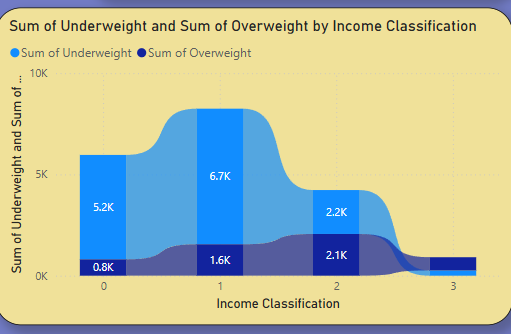 Sum of Underweight and Sum of Overweight by Income Classification
Sum of Underweight Sum of Overweight
Sum of Underweight and Sum of ...
10K
5K
0K
5.2K
0.8K
6.7K
1.6K
2.2K
2.1K
0 1 2 3
Income Classification